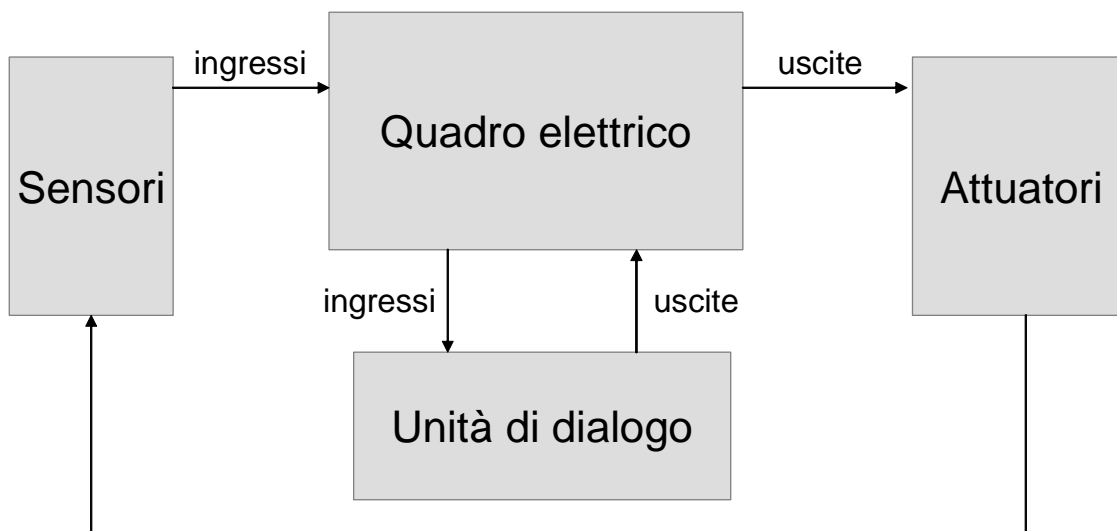 ingressi
uscite
Quadro elettrico
Sensori
Attuatori
ingressi
uscite
Unità di dialogo